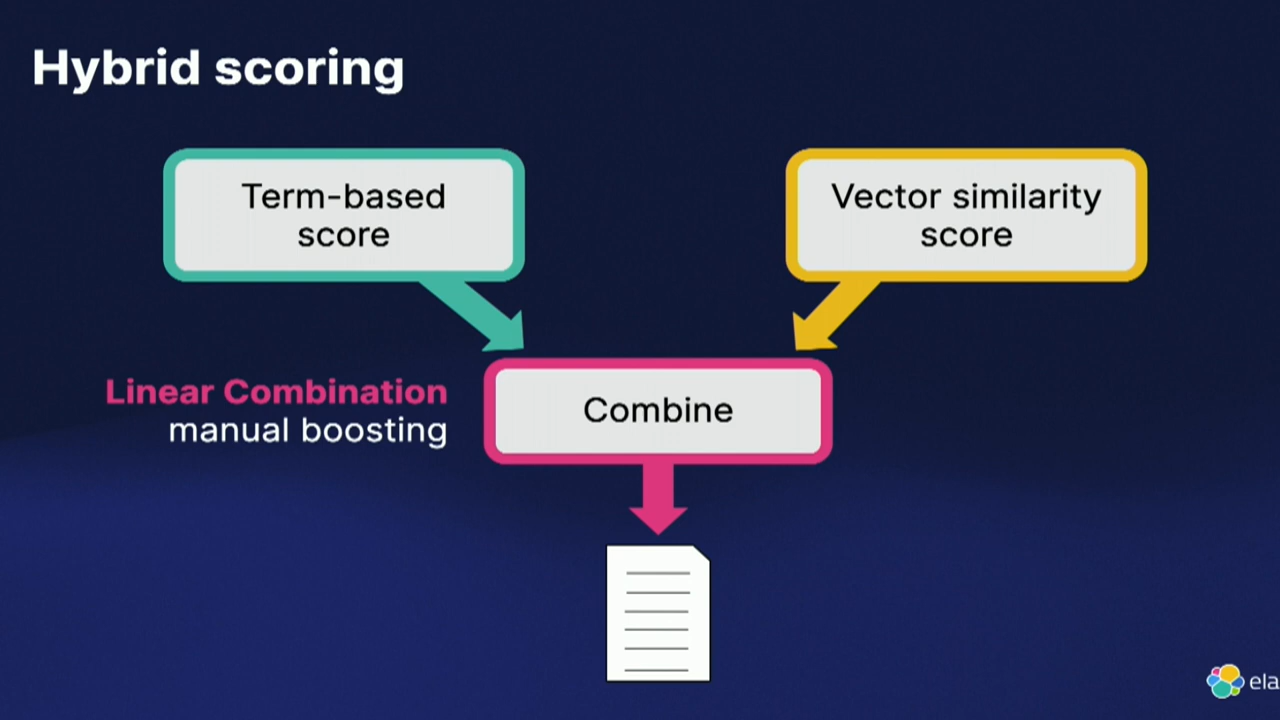 Hybrid scoring
Term-based
score
Vector similarity
score
Linear Combination
manual boosting
Combine
ela